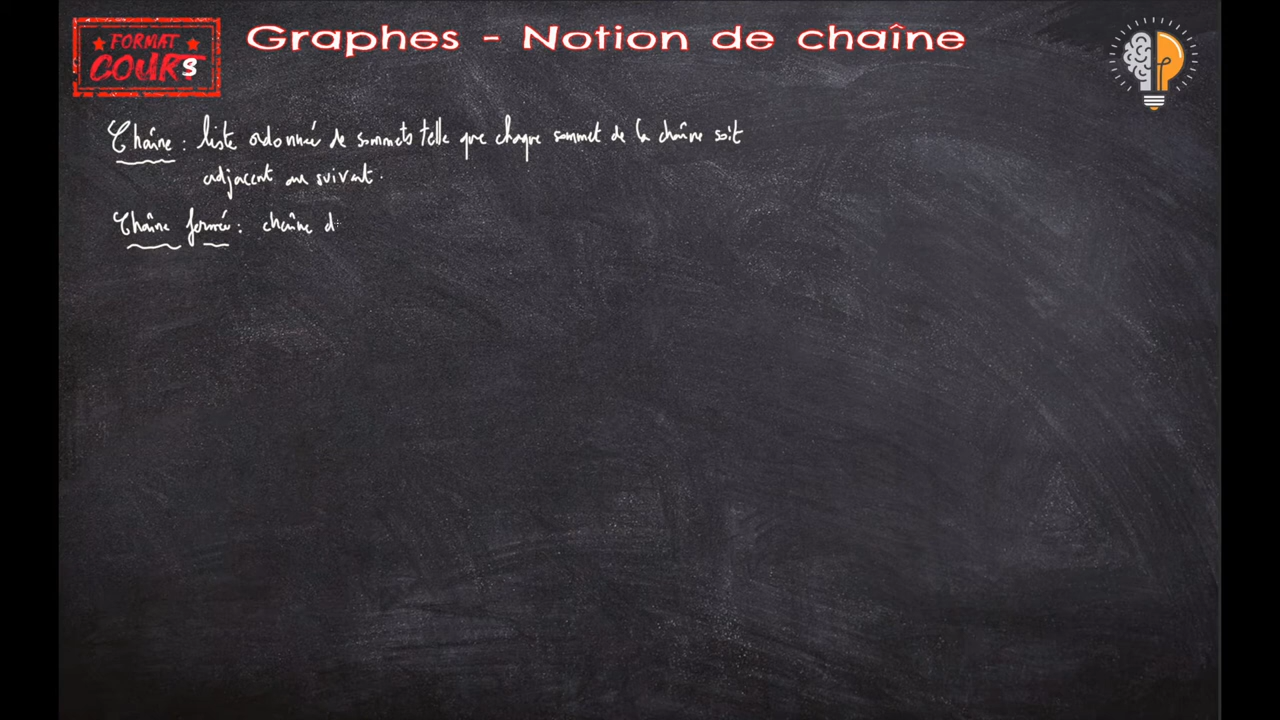 FORMAT
COURs
Graphes - Notion de chaîne
Chaîne : liste ordonnée de sommets telle que chaque sommet de la chaîne soit
adjacent au suivant.
Chaîne fermée : chaîne d